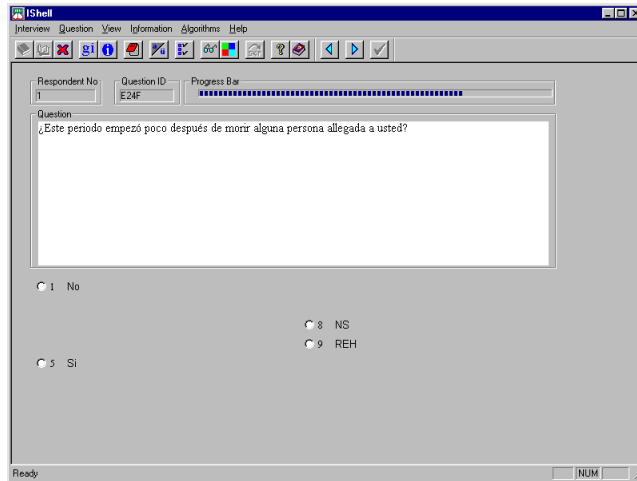 IShell
Interview Question View Information Algorithms Help
Respondent No Question ID Progress Bar
1 E24F
Question
¿Este periodo empezó poco después de morir alguna persona allegada a usted?
1 No
8 NS
9 REH
5 Si
Ready NUM